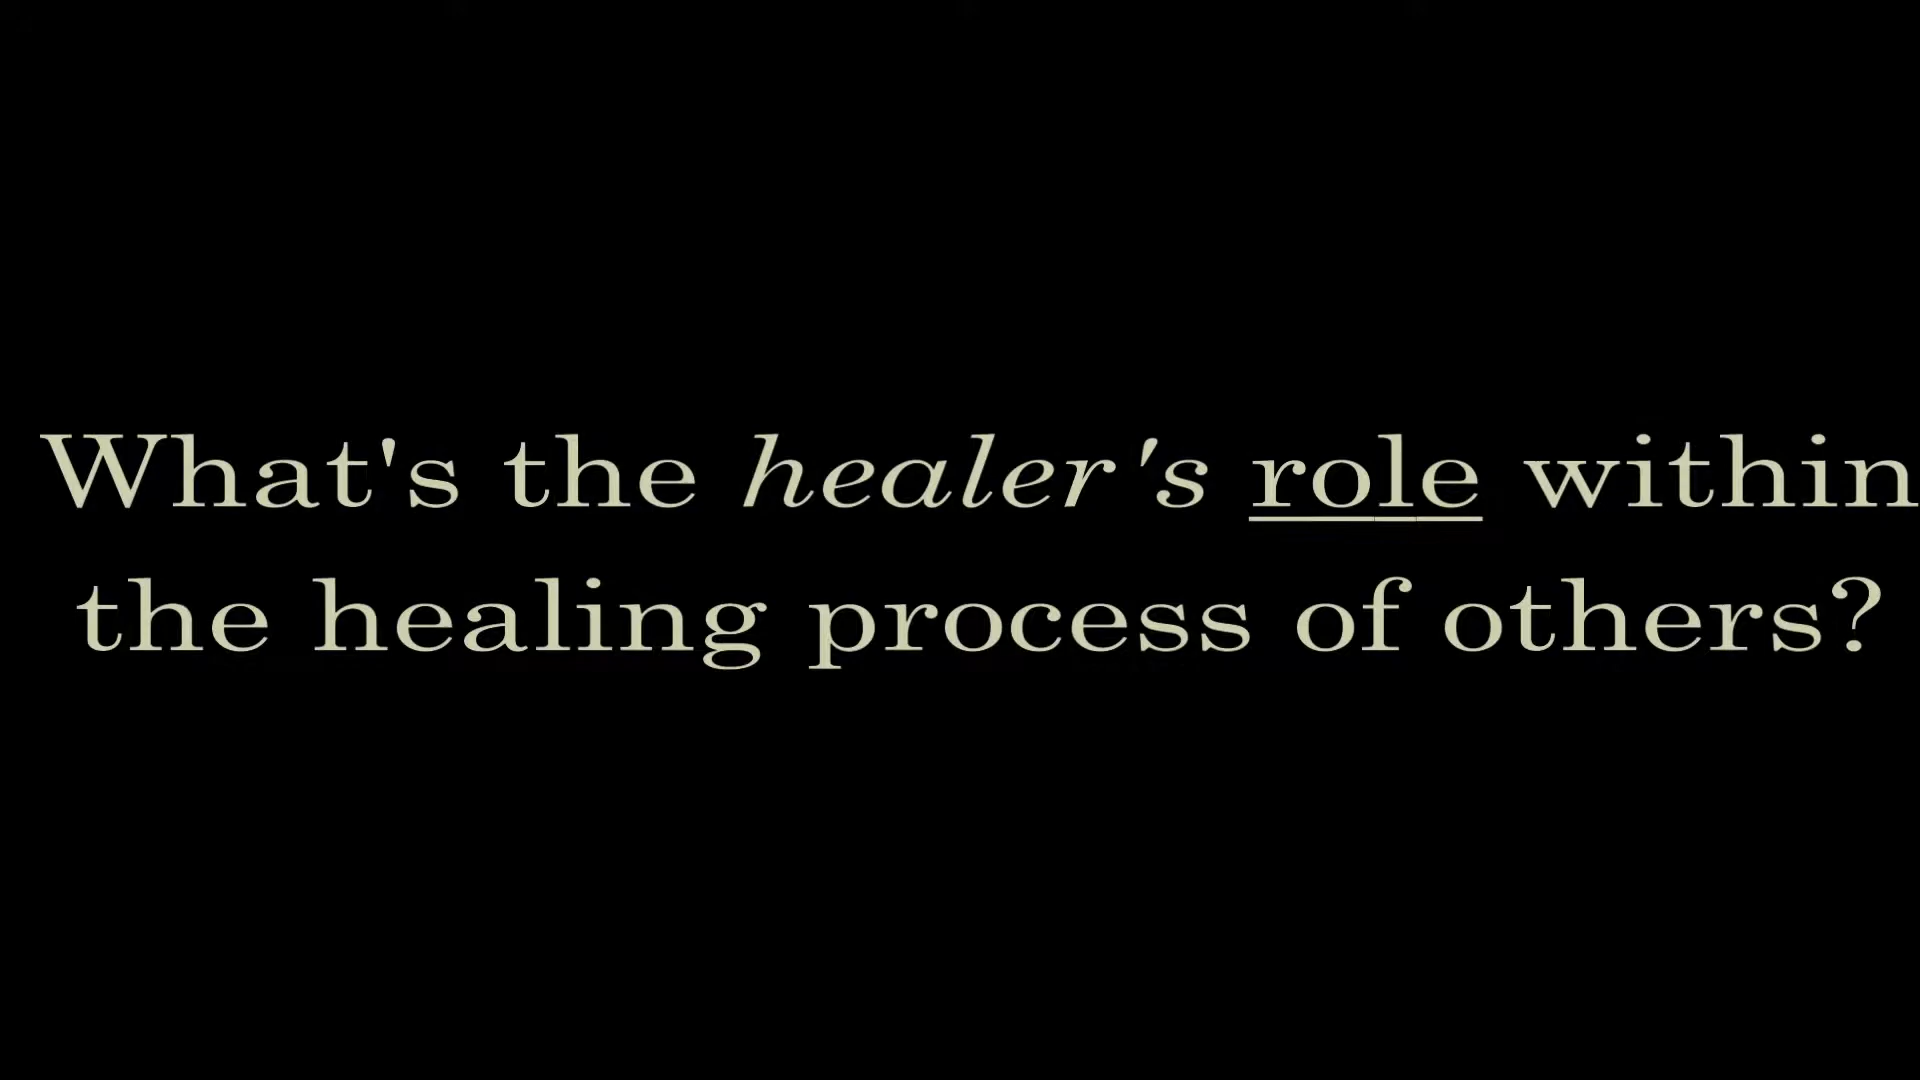 What's the healer's role within
the healing process of others?